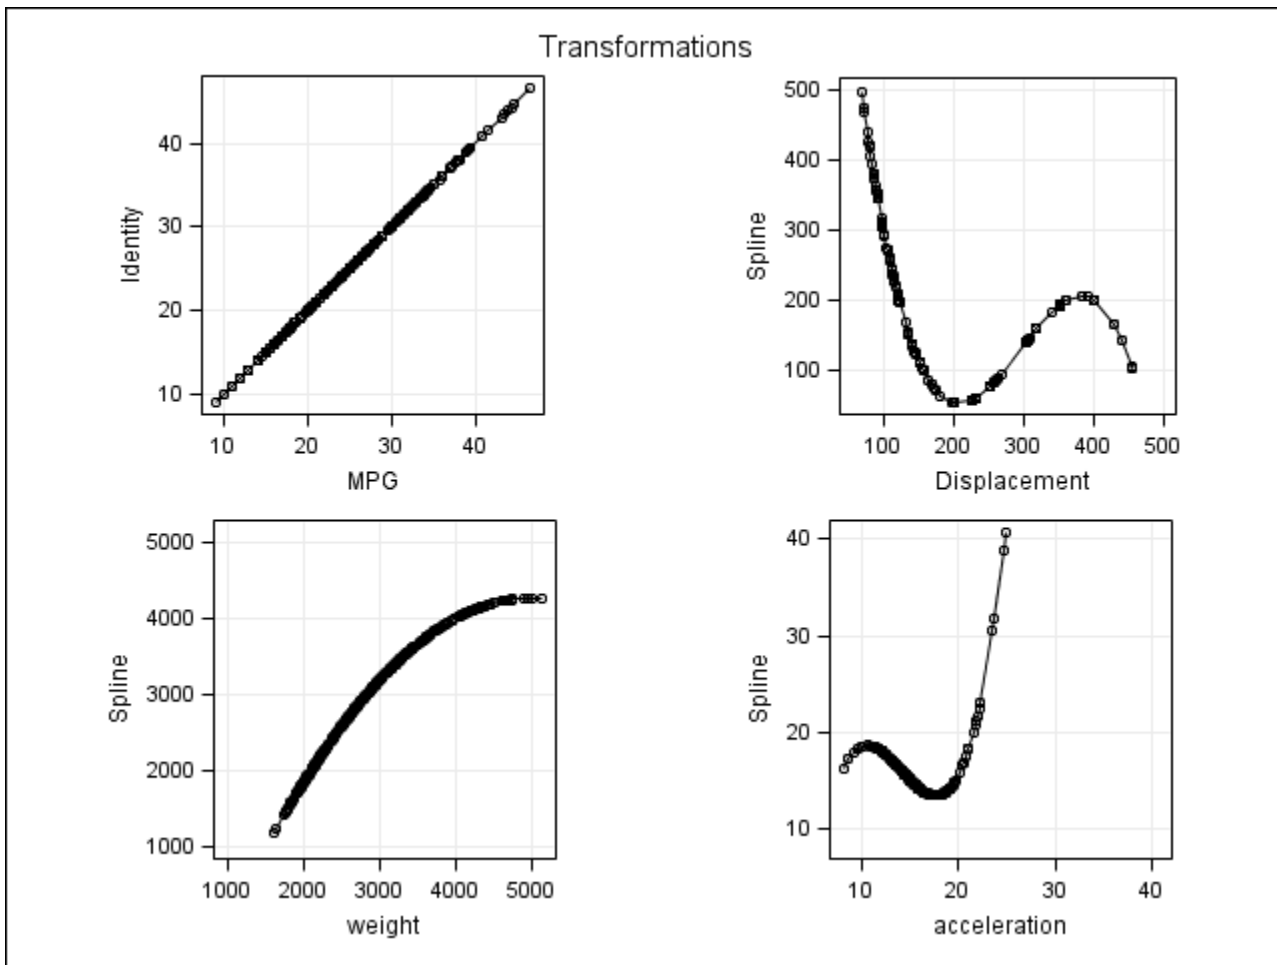 Transformations
40
30
20
10
Identity
10 20 30 40
MPG
500
400
300
200
100
Spline
100 200 300 400 500
Displacement
5000
4000
3000
2000
1000
Spline
1000 2000 3000 4000 5000
weight
40
30
20
10
Spline
10 20 30 40
acceleration